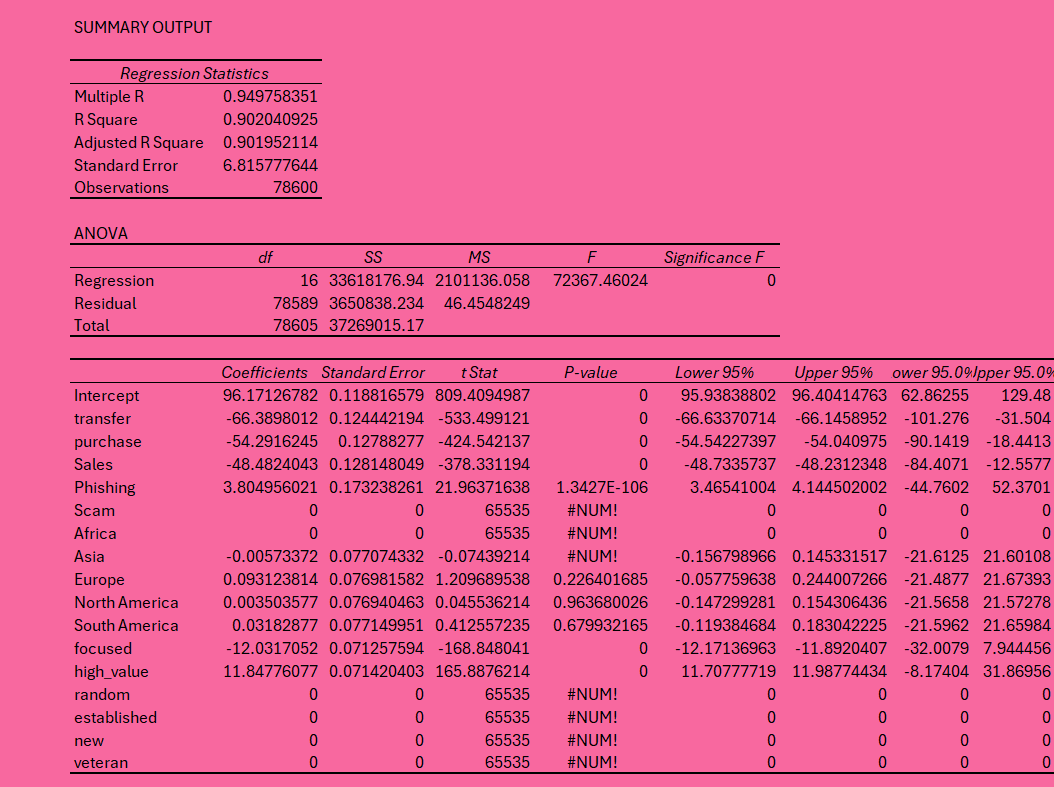 SUMMARY OUTPUT
Regression Statistics
Multiple R 0.949758351
R Square 0.902040925
Adjusted R Square 0.901952114
Standard Error 6.815777644
Observations 78600
ANOVA
df SS MS F Significance F
Regression 16 33618176.94 2101136.058 72367.46024 0
Residual 78589 3650838.234 46.4548249
Total 78605 37269015.17
Coefficients Standard Error t Stat P-value Lower 95% Upper 95% ower 95.0% Upper 95.0%
Intercept 96.17126782 0.118816579 809.4094987 0 95.93838802 96.40414763 62.86255 129.48
transfer -66.3898012 0.124442194 -533.499121 0 -66.63370714 -66.1458952 -101.276 -31.504
purchase -54.2916245 0.12788277 -424.542137 0 -54.54227397 -54.040975 -90.1419 -18.4413
Sales -48.4824043 0.128148049 -378.331194 0 -48.7335737 -48.2312348 -84.4071 -12.5577
Phishing 3.804956021 0.173238261 21.96371638 1.3427E-106 3.46541004 4.144502002 -44.7602 52.3701
Scam 0 0 65535 #NUM! 0 0 0 0
Africa 0 0 65535 #NUM! 0 0 0 0
Asia -0.00573372 0.077074332 -0.07439214 #NUM! -0.156798966 0.145331517 -21.6125 21.60108
Europe 0.093123814 0.076981582 1.209689538 0.226401685 -0.057759638 0.244007266 -21.4877 21.67393
North America 0.003503577 0.076940463 0.045536214 0.963680026 -0.147299281 0.154306436 -21.5658 21.57278
South America 0.03182877 0.077149951 0.412557235 0.679932165 -0.119384684 0.183042225 -21.5962 21.65984
focused -12.0317052 0.071257594 -168.848041 0 -12.17136963 -11.8920407 -32.0079 7.944456
high_value 11.84776077 0.071420403 165.8876214 0 11.70777719 11.98774434 -8.17404 31.86956
random 0 0 65535 #NUM! 0 0 0 0
established 0 0 65535 #NUM! 0 0 0 0
new 0 0 65535 #NUM! 0 0 0 0
veteran 0 0 65535 #NUM! 0 0 0 0